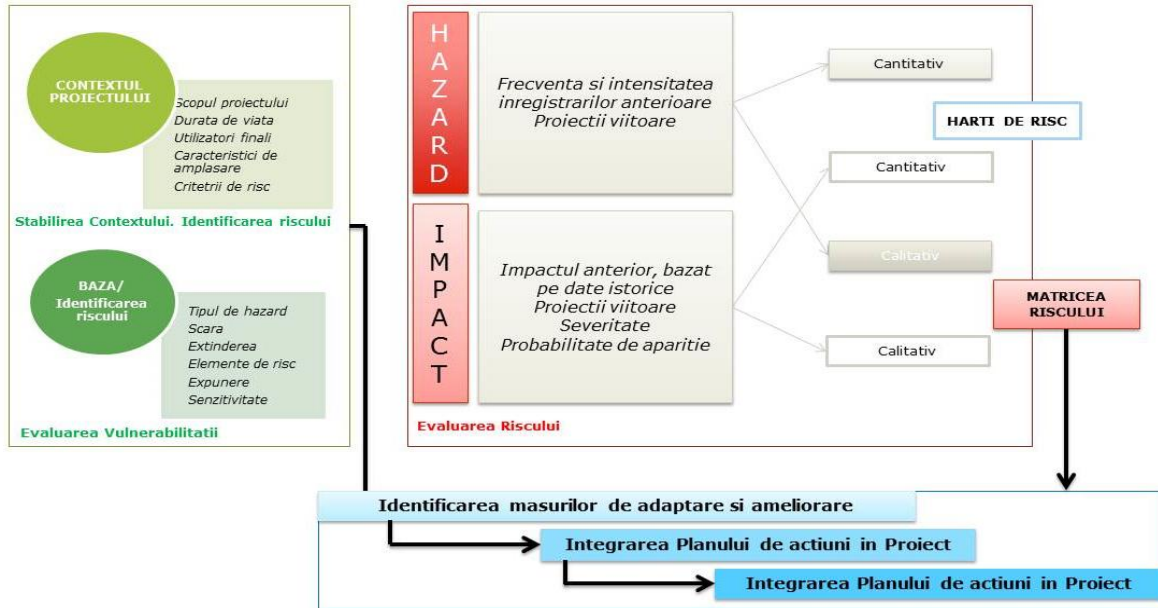 CONTEXTUL
PROIECTULUI
Scopul proiectului
Durata de viata
Utilizatori finali
Caracteristici de
amplasare
Critetrii de risc
Stabilirea Contextului. Identificarea riscului
BAZA/
Identificarea
riscului
Tipul de hazard
Scara
Extinderea
Elemente de risc
Expunere
Senzitivitate
Evaluarea Vulnerabilitatii
HAZARD
Frecventa si intensitatea
inregistrarilor anterioare
Proiectii viitoare
IMPACT
Impactul anterior, bazat
pe date istorice
Proiectii viitoare
Severitate
Probabilitate de aparitie
Evaluarea Riscului
Cantitativ
Cantitativ
Calitativ
Calitativ
HARTI DE RISC
MATRICEA
RISCULUI
Identificarea masurilor de adaptare si ameliorare
Integrarea Planului de actiuni in Proiect
Integrarea Planului de actiuni in Proiect